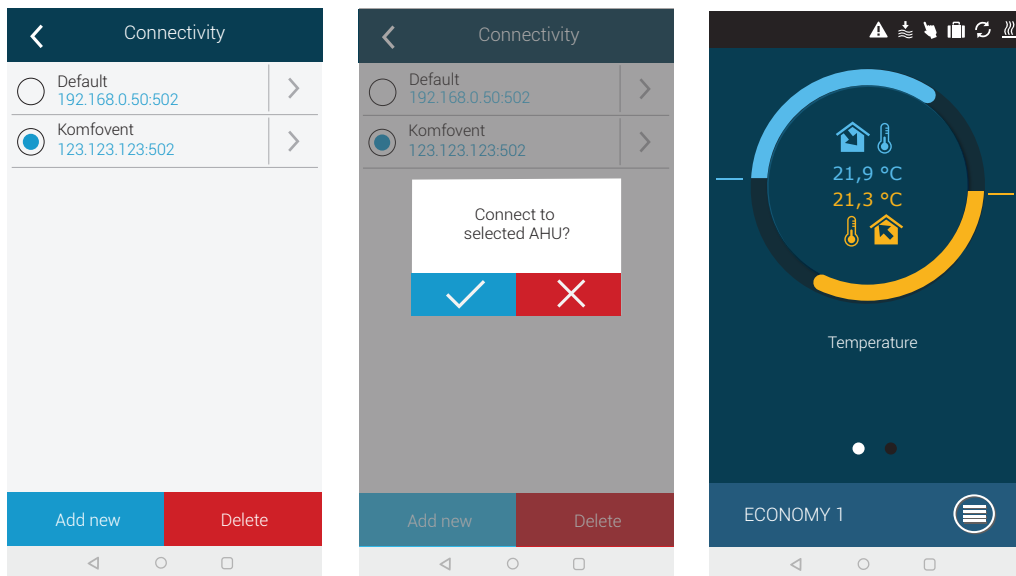 Connectivity
Default
192.168.0.50:502
Komfovent
123.123.123:502
Add new
Delete
Connectivity
Default
192.168.0.50:502
Komfovent
123.123.123:502
Connect to
selected AHU?
Add new
Delete
21,9 °C
21,3 °C
Temperature
ECONOMY 1